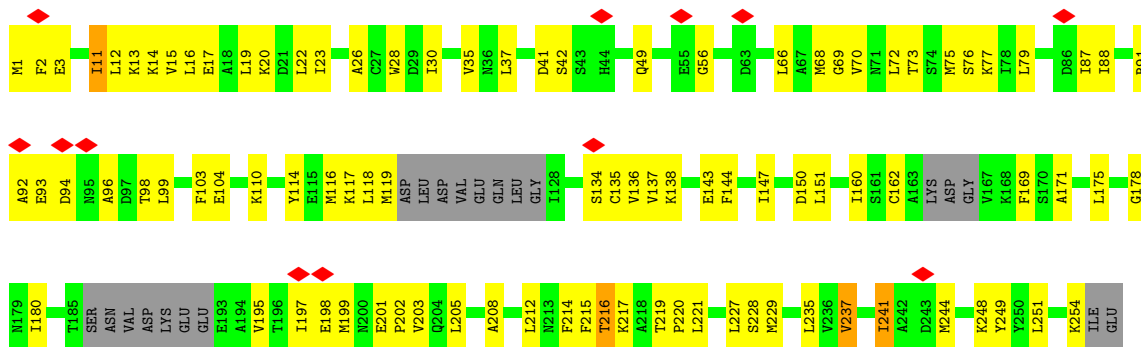 M1 F2 E3 I11 L12 K13 K14 V15 L16 E17 A18 L19 K20 D21 L22 I23 A26 C27 W28 D29 I30 V35 N36 L37 D41 S42 S43 H44 Q49 E55 G56 D63 L66 A67 M68 G69 V70 N71 L72 T73 S74 M75 S76 K77 I78 L79 D86 I87 I88 R91
A92 E93 D94 N95 A96 D97 T98 L99 F103 E104 K110 Y114 E115 M116 K117 L118 M119 ASP LEU ASP VAL GLU GLN LEU GLY I128 S134 C135 V136 V137 K138 E143 F144 I147 D150 L151 I160 S161 C162 A163 LYS ASP GLY V167 K168 F169 S170 A171 L175 G178
N179 I180 T185 SER ASN VAL ASP LYS GLU GLU E193 A194 V195 T196 I197 E198 M199 N200 E201 P202 V203 Q204 L205 A208 L212 N213 F214 F215 T216 K217 A218 T219 P220 L221 L227 S228 M229 L235 V236 V237 I241 A242 D243 M244 K248 Y249 Y250 L251 K254 ILE GLU